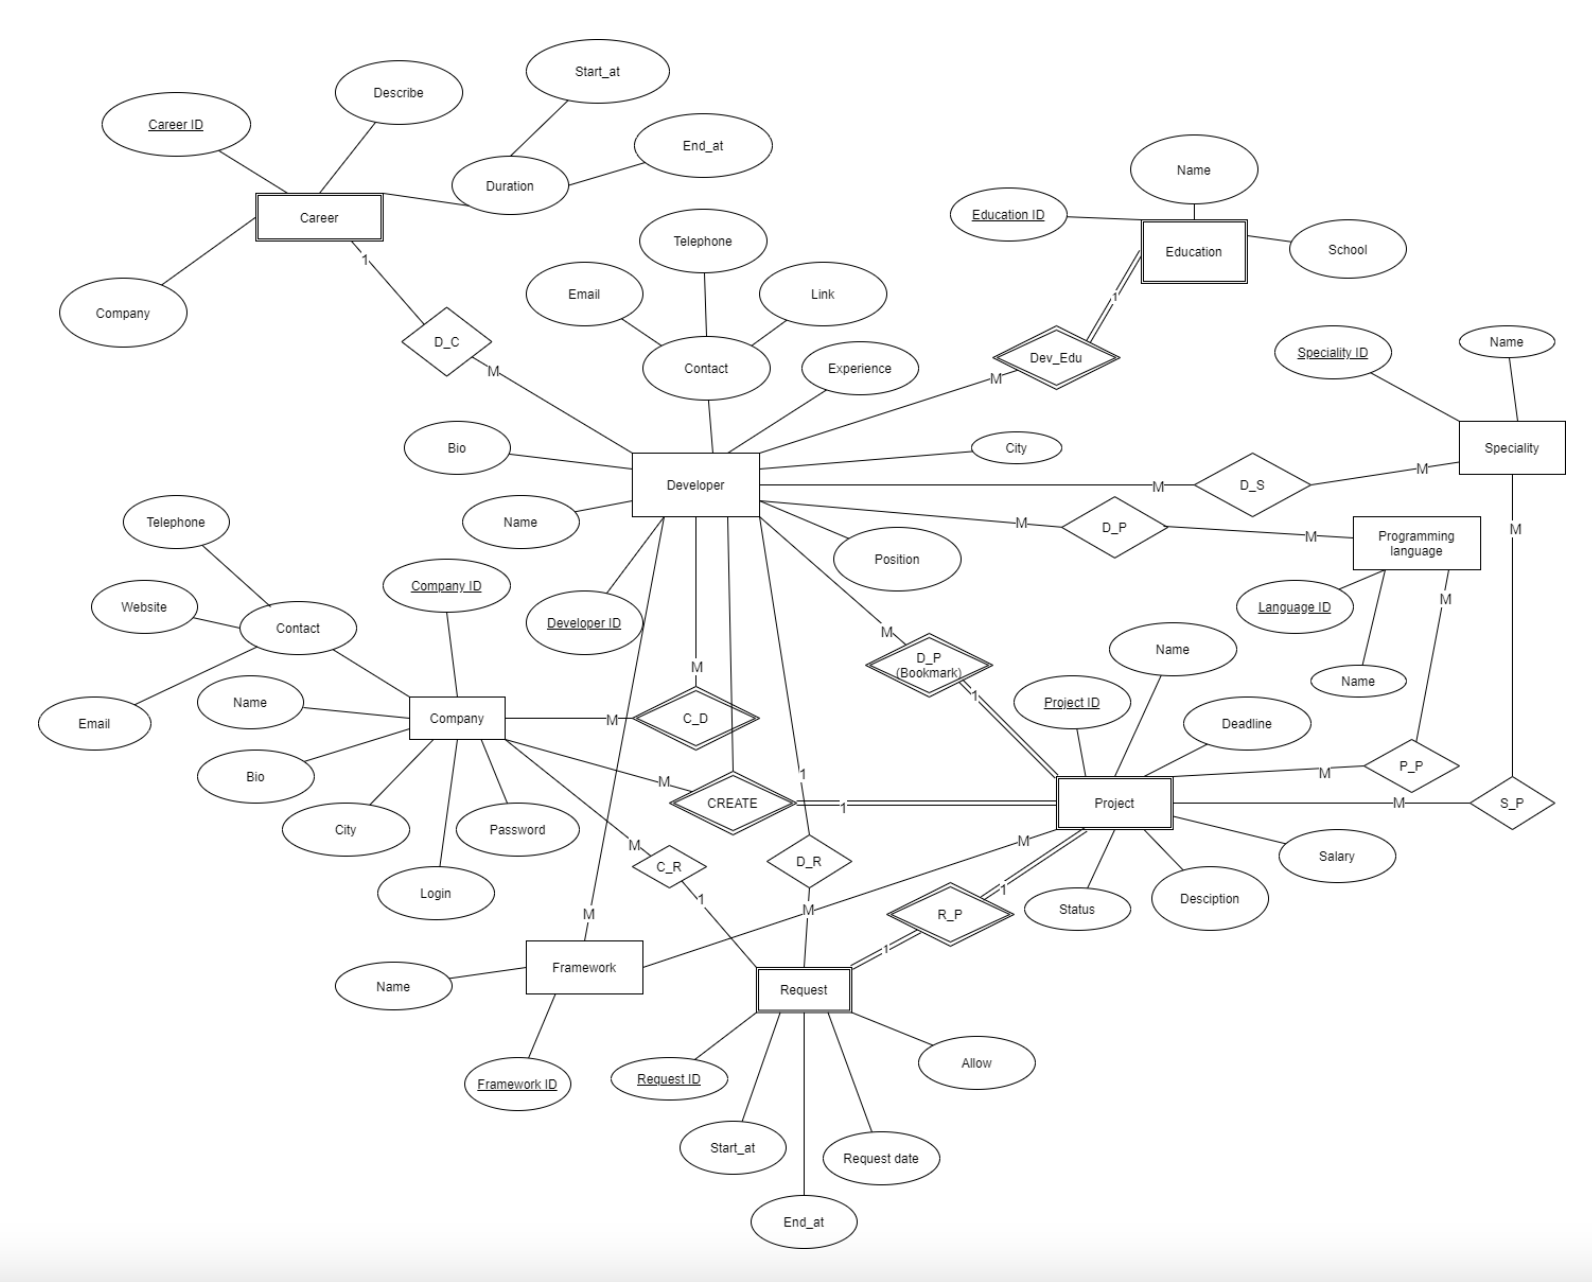 Start_at
Describe
Career ID
End_at
Duration
Name
Education ID
Career
1
Telephone
School
Education
Email
Link
1
Company
D_C
Dev_Edu
Speciality ID
Name
M
Contact
Experience
M
Bio
City
Speciality
M
Developer
M
D_S
Name
Telephone
M
D_P
M
Programming
language
M
Position
Company ID
M
Website
Contact
Developer ID
Language ID
M
D_P
(Bookmark)
Name
M
Name
1
Name
Project ID
Email
Company
M
C_D
Deadline
Bio
M
1
M
P_P
CREATE
1
Project
M
S_P
City
Password
M
M
Salary
C_R
D_R
Login
1
1
Desciption
M
M
R_P
Status
1
Framework
Name
Request
Allow
Framework ID
Request ID
Start_at
Request date
End_at